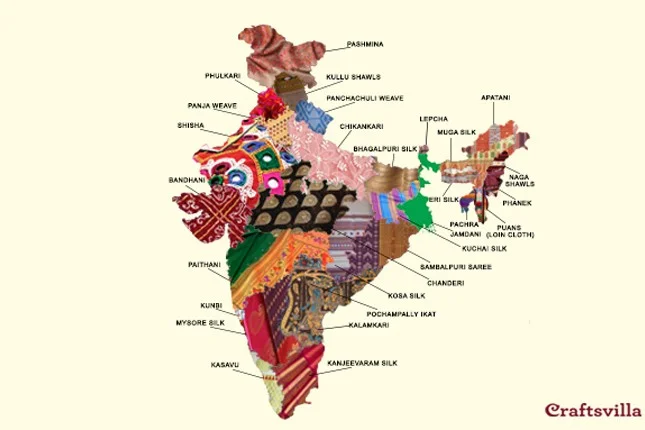 PASHMINA
PHULKARI
KULLU SHAWLS
PANJA WEAVE
PANCHACHULI WEAVE
APATANI
SHISHA
CHIKANKARI
LEPCHA
MUGA SILK
BHAGALPURI SILK
BANDHANI
NAGA
SHAWLS
ERI SILK
PHANEK
PACHRA
PUANS
(LOIN CLOTH)
JAMDANI
KUCHAI SILK
PAITHANI
SAMBALPURI SAREE
CHANDERI
KOSA SILK
KUNBI
POCHAMPALLY IKAT
MYSORE SILK
KALAMKARI
KASAVU
KANJEEVARAM SILK
Craftsvilla